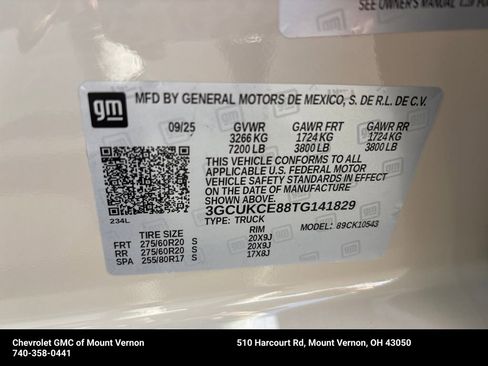 SEE OWNER'S MANUAL
gm
MFD BY GENERAL MOTORS DE MEXICO, S. DE R.L. DE C.V.
09/25 GVWR GAWR FRT GAWR RR
3266 KG 1724 KG 1724 KG
7200 LB 3800 LB 3800 LB
THIS VEHICLE CONFORMS TO ALL
APPLICABLE U.S. FEDERAL MOTOR
VEHICLE SAFETY STANDARDS IN EFFECT
ON THE DATE OF MANUFACTURE
SHOWN ABOVE.
3GCUKCE88TG141829
TYPE: TRUCK MODEL: 89CK10543
234L
TIRE SIZE RIM
FRT 275/60R20 S 20X9J
RR 275/60R20 S 20X9J
SPA 255/80R17 S 17X8J
Chevrolet GMC of Mount Vernon 510 Harcourt Rd, Mount Vernon, OH 43050
740-358-0441